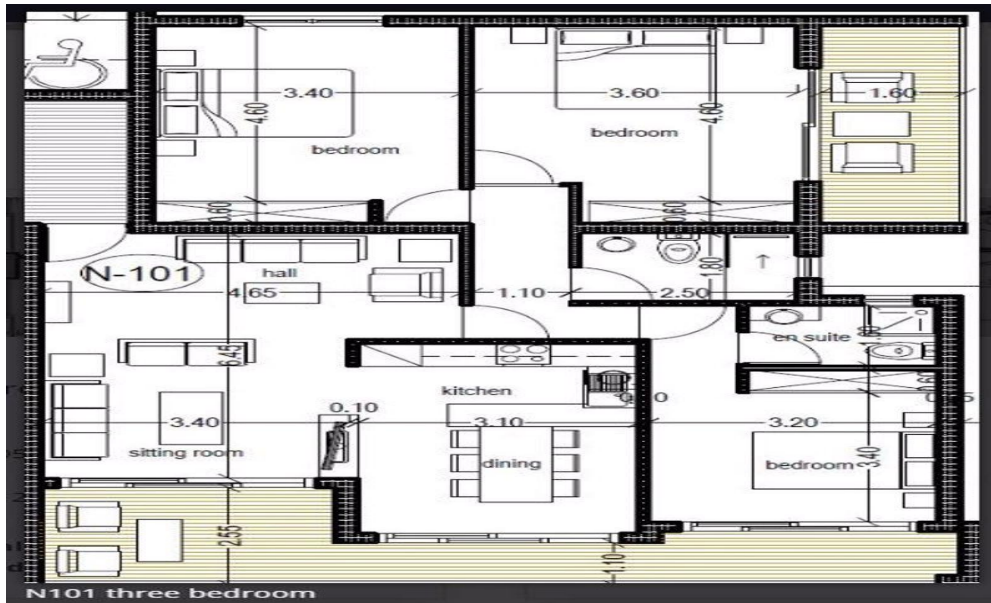 3.40
4.60
bedroom
0.60
3.60
4.60
bedroom
0.60
1.60
N-101
hall
4.65
6.45
1.10
1.80
2.50
en suite
kitchen
0.10
3.40
sitting room
3.10
dining
3.20
3.40
bedroom
2.55
1.10
N101 three bedroom